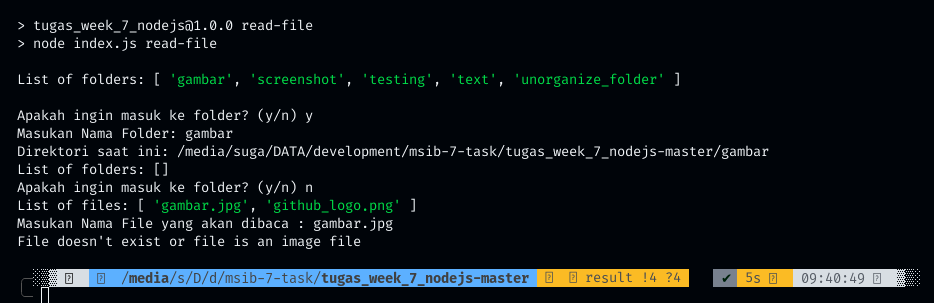 > tugas_week_7_nodejs@1.0.0 read-file
> node index.js read-file
List of folders: [ 'gambar', 'screenshot', 'testing', 'text', 'unorganize_folder' ]
Apakah ingin masuk ke folder? (y/n) y
Masukan Nama Folder: gambar
Direktori saat ini: /media/suga/DATA/development/msib-7-task/tugas_week_7_nodejs-master/gambar
List of folders: []
Apakah ingin masuk ke folder? (y/n) n
List of files: [ 'gambar.jpg', 'github_logo.png' ]
Masukan Nama File yang akan dibaca : gambar.jpg
File doesn't exist or file is an image file
/media/s/D/d/msib-7-task/tugas_week_7_nodejs-master result !4 ?4 ✔ 5s 09:40:49